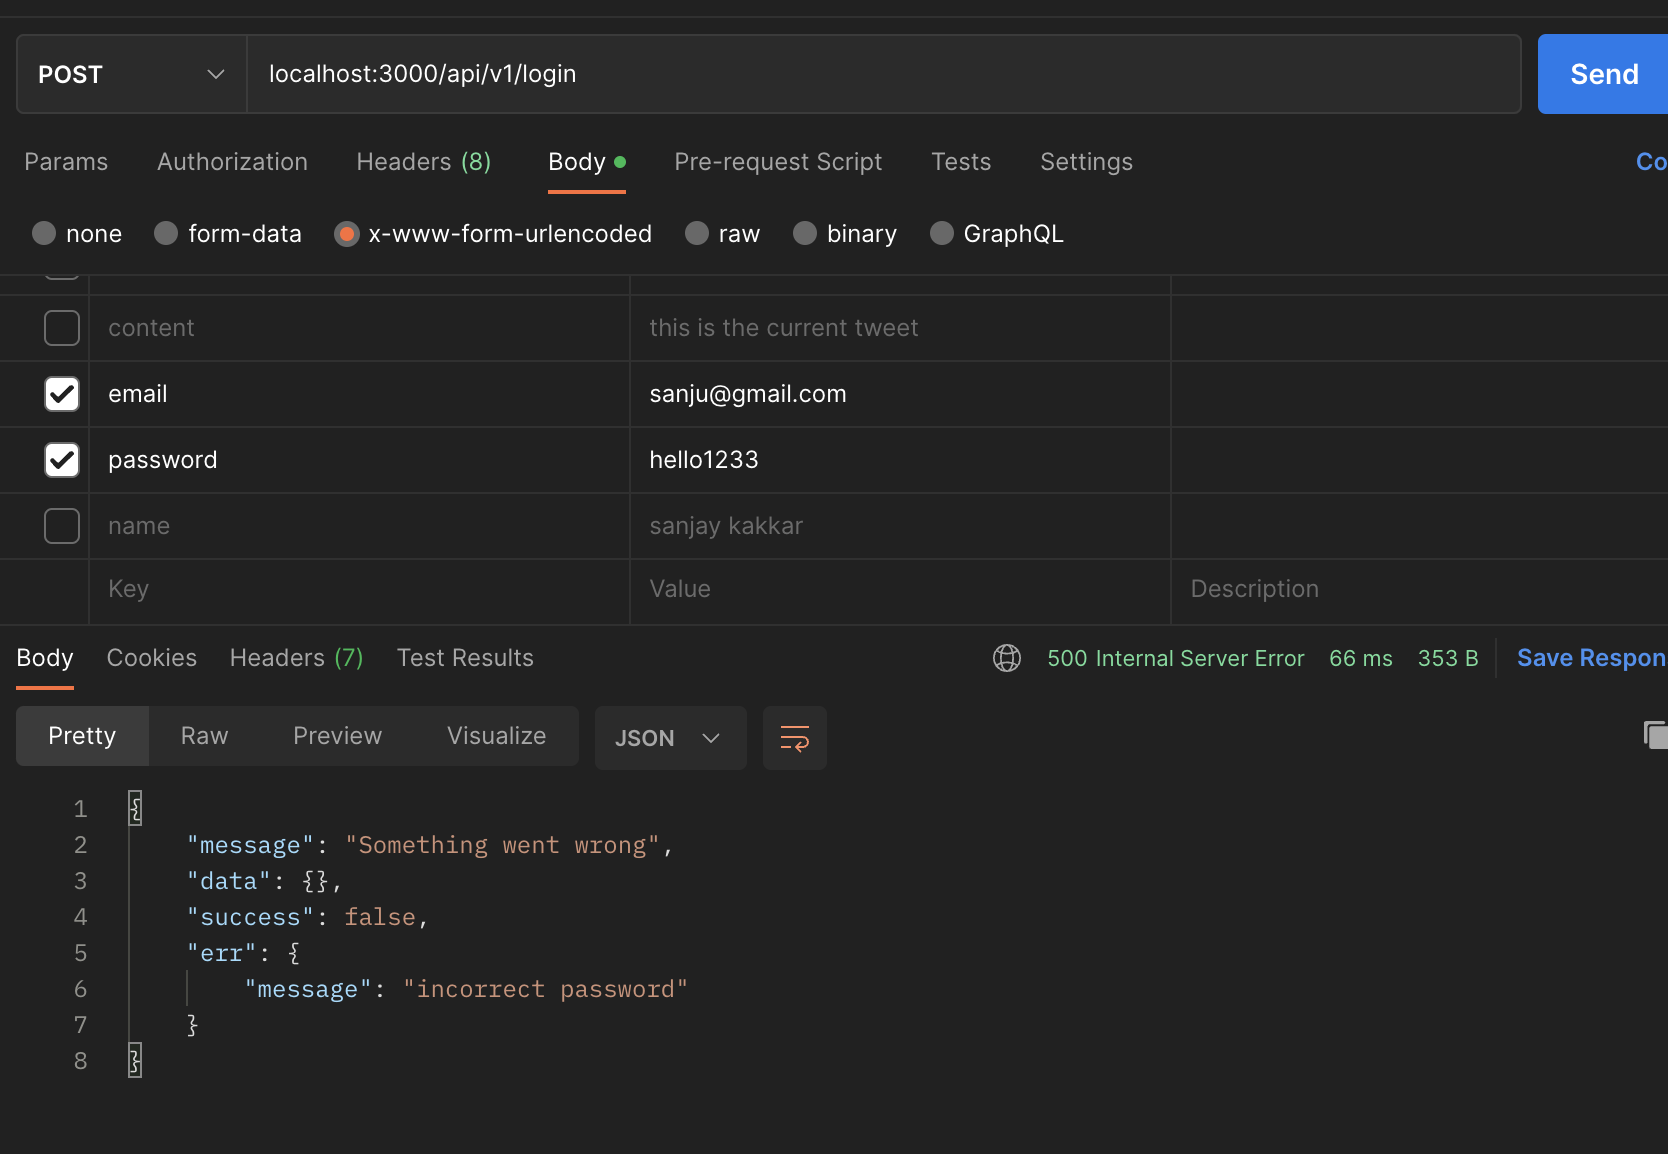 POST localhost:3000/api/v1/login Send
Params Authorization Headers (8) Body Pre-request Script Tests Settings Co
none form-data x-www-form-urlencoded raw binary GraphQL
content this is the current tweet
email sanju@gmail.com
password hello1233
name sanjay kakkar
Key Value Description
Body Cookies Headers (7) Test Results 500 Internal Server Error 66 ms 353 B Save Respon
Pretty Raw Preview Visualize JSON
1 {
2 "message": "Something went wrong",
3 "data": {},
4 "success": false,
5 "err": {
6 "message": "incorrect password"
7 }
8 }